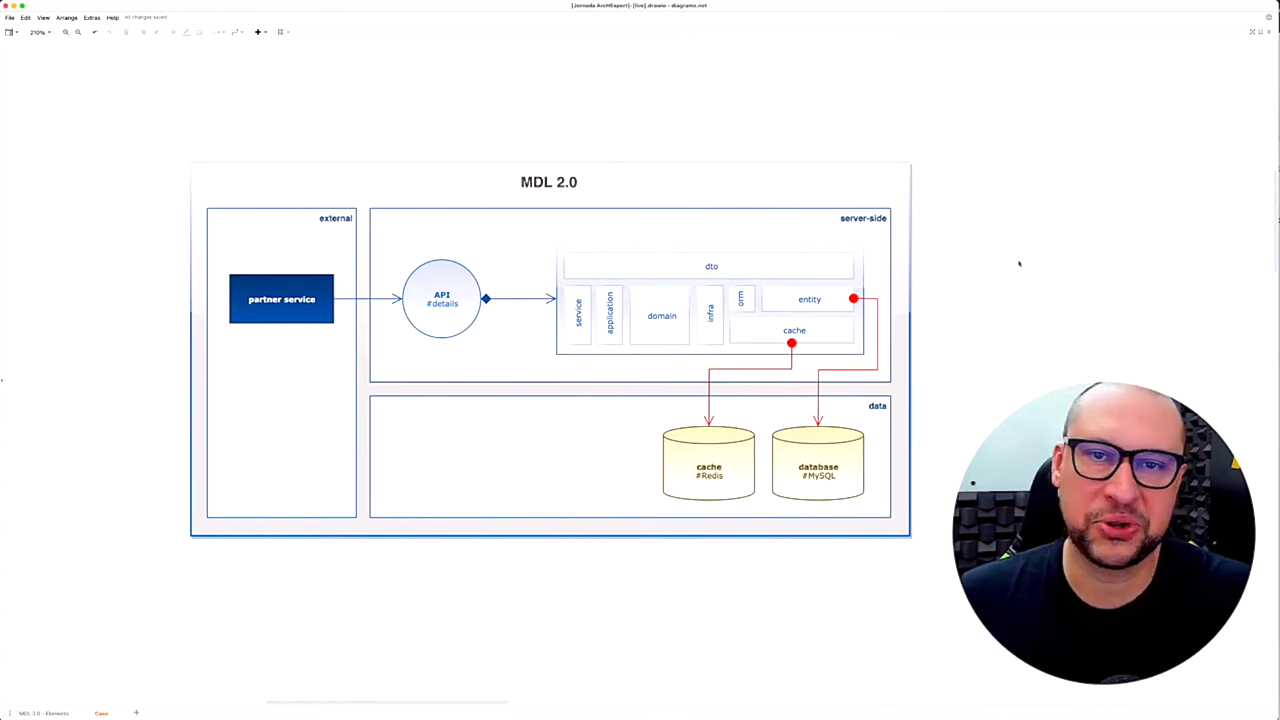 [Jornada ArcHExpert]-[live].drawio - diagrams.net
File Edit View Arrange Extras Help All changes saved
210%
MDL 2.0
external
server-side
partner service
API
#details
dto
service
application
domain
infra
orm
entity
cache
data
cache
#Redis
database
#MySQL
MDL 2.0 - Elements Case